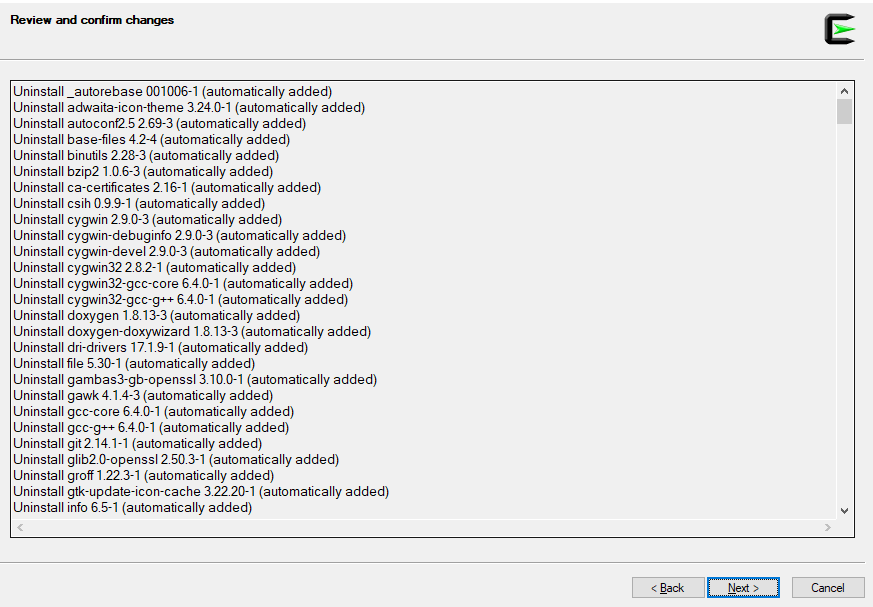 Review and confirm changes
Uninstall _autorebase 001006-1 (automatically added)
Uninstall adwaita-icon-theme 3.24.0-1 (automatically added)
Uninstall autoconf2.5 2.69-3 (automatically added)
Uninstall base-files 4.2-4 (automatically added)
Uninstall binutils 2.28-3 (automatically added)
Uninstall bzip2 1.0.6-3 (automatically added)
Uninstall ca-certificates 2.16-1 (automatically added)
Uninstall csih 0.9.9-1 (automatically added)
Uninstall cygwin 2.9.0-3 (automatically added)
Uninstall cygwin-debuginfo 2.9.0-3 (automatically added)
Uninstall cygwin-devel 2.9.0-3 (automatically added)
Uninstall cygwin32 2.8.2-1 (automatically added)
Uninstall cygwin32-gcc-core 6.4.0-1 (automatically added)
Uninstall cygwin32-gcc-g++ 6.4.0-1 (automatically added)
Uninstall doxygen 1.8.13-3 (automatically added)
Uninstall doxygen-doxywizard 1.8.13-3 (automatically added)
Uninstall dri-drivers 17.1.9-1 (automatically added)
Uninstall file 5.30-1 (automatically added)
Uninstall gambas3-gb-openssl 3.10.0-1 (automatically added)
Uninstall gawk 4.1.4-3 (automatically added)
Uninstall gcc-core 6.4.0-1 (automatically added)
Uninstall gcc-g++ 6.4.0-1 (automatically added)
Uninstall git 2.14.1-1 (automatically added)
Uninstall glib2.0-openssl 2.50.3-1 (automatically added)
Uninstall groff 1.22.3-1 (automatically added)
Uninstall gtk-update-icon-cache 3.22.20-1 (automatically added)
Uninstall info 6.5-1 (automatically added)
< Back Next > Cancel